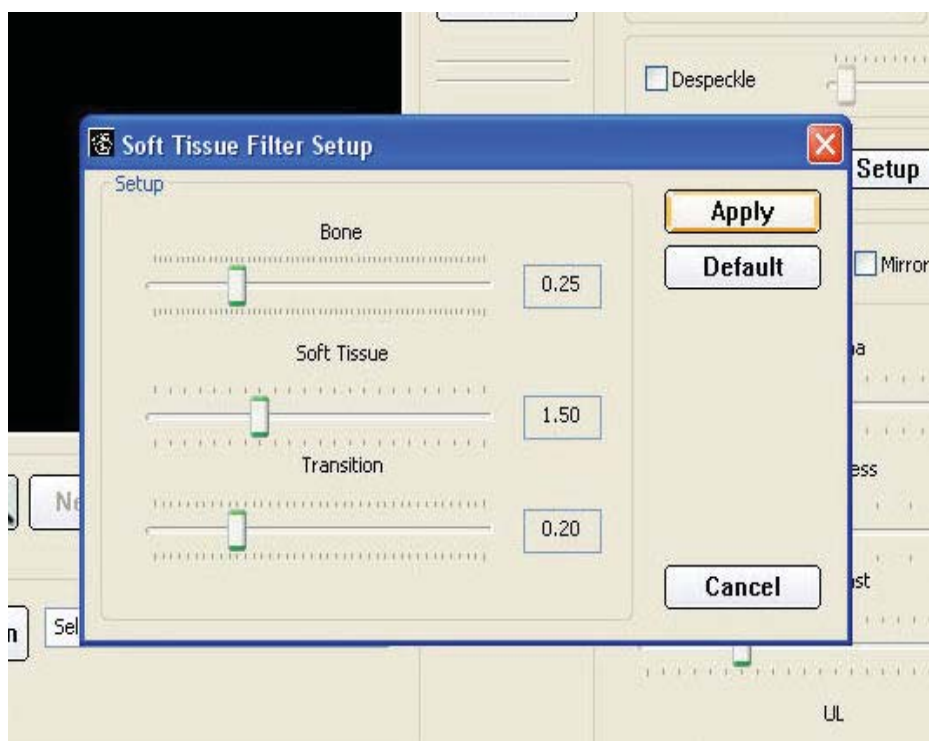 Despeckle
Soft Tissue Filter Setup
Setup
Setup
Apply
Bone
Default
Mirror
0.25
Soft Tissue
1.50
Transition
0.20
Cancel
UL